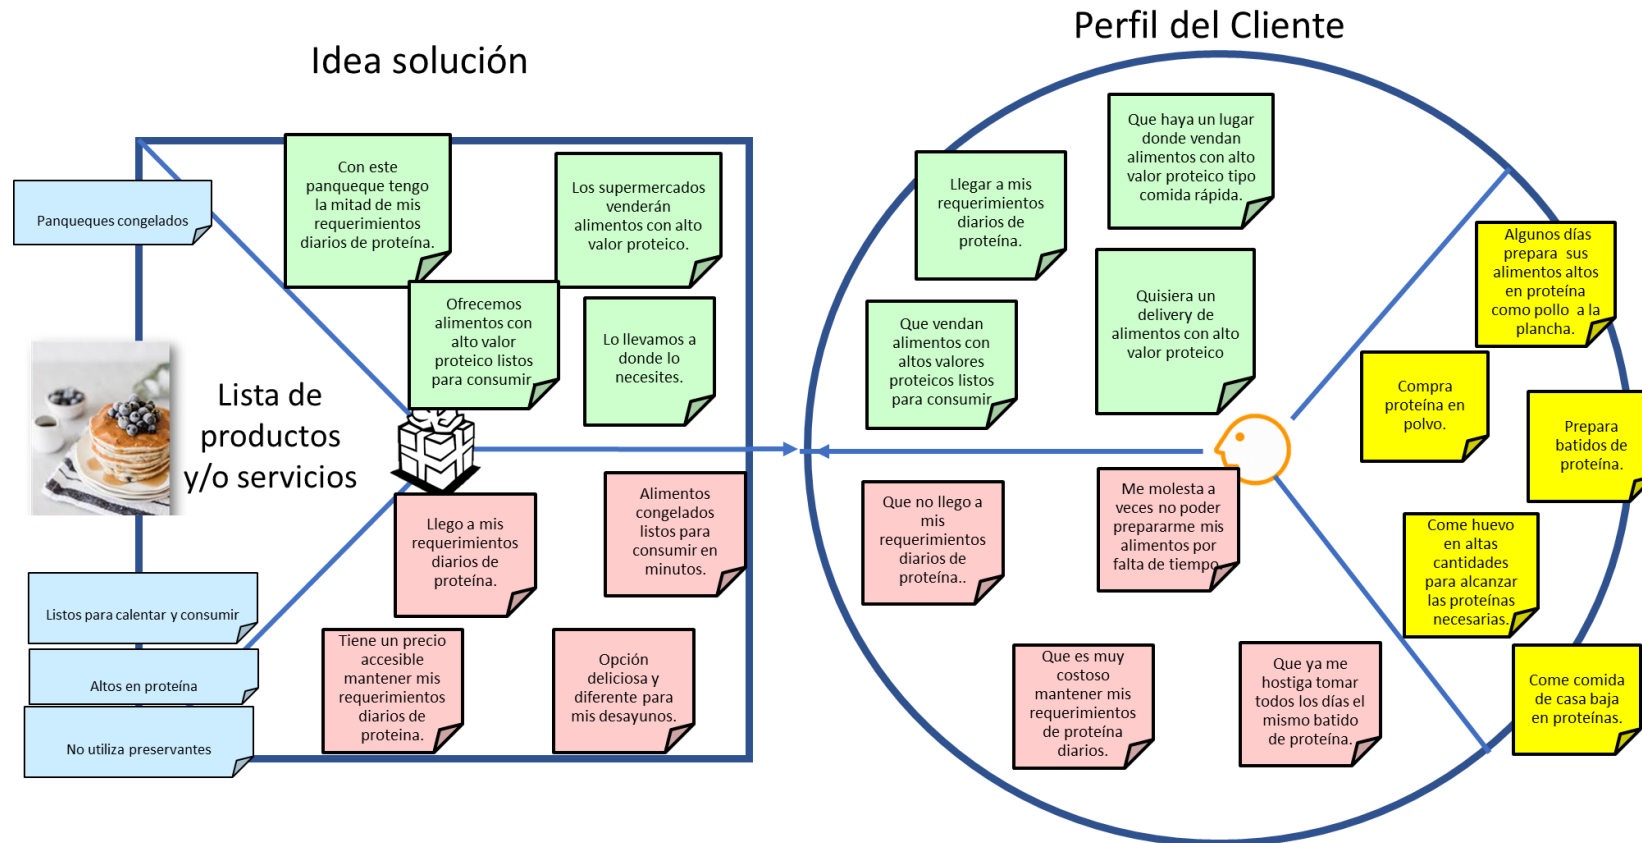 Idea solución
Perfil del Cliente
Panqueques congelados
Con este
panqueque tengo
la mitad de mis
requerimientos
diarios de proteína.
Los supermercados
venderán
alimentos con alto
valor proteico.
Ofrecemos
alimentos con
alto valor
proteico listos
para consumir
Lo llevamos a
donde lo
necesites.
Lista de
productos
y/o servicios
Llego a mis
requerimientos
diarios de
proteína.
Alimentos
congelados
listos para
consumir en
minutos.
Tiene un precio
accesible
mantener mis
requerimientos
diarios de
proteina.
Opción
deliciosa y
diferente para
mis desayunos.
Listos para calentar y consumir
Altos en proteína
No utiliza preservantes
Llegar a mis
requerimientos
diarios de
proteína.
Que haya un lugar
donde vendan
alimentos con alto
valor proteico tipo
comida rápida.
Que vendan
alimentos con
altos valores
proteicos listos
para consumir
Quisiera un
delivery de
alimentos con alto
valor proteico
Que no llego a
mis
requerimientos
diarios de
proteína..
Me molesta a
veces no poder
prepararme mis
alimentos por
falta de tiempo.
Que es muy
costoso
mantener mis
requerimientos
de proteína
diarios.
Que ya me
hostiga tomar
todos los días el
mismo batido
de proteína.
Algunos días
prepara sus
alimentos altos
en proteína
como pollo a la
plancha.
Compra
proteína en
polvo.
Prepara
batidos de
proteína.
Come huevo
en altas
cantidades
para alcanzar
las proteínas
necesarias.
Come comida
de casa baja
en proteínas.